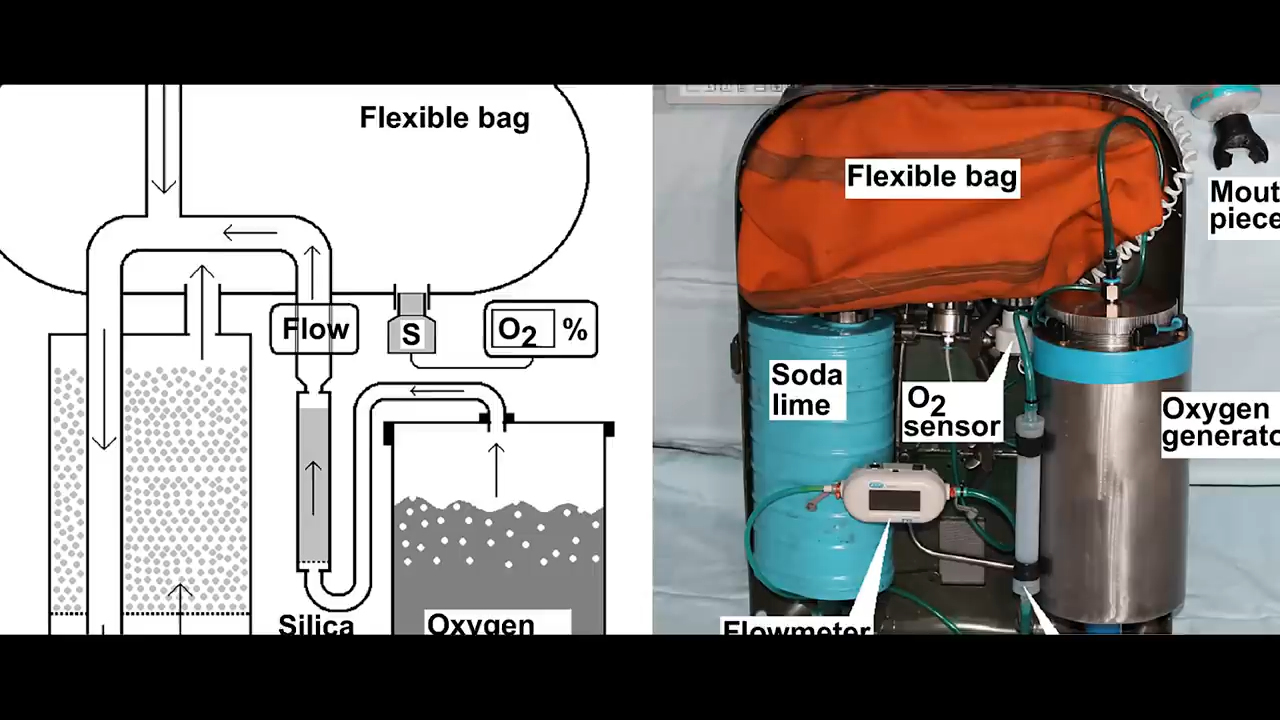 Flexible bag
Flow
S
O2
%
Silica
Oxygen
Flexible bag
Mout
piece
Soda
lime
O2
sensor
Oxygen
generato
Flowmeter